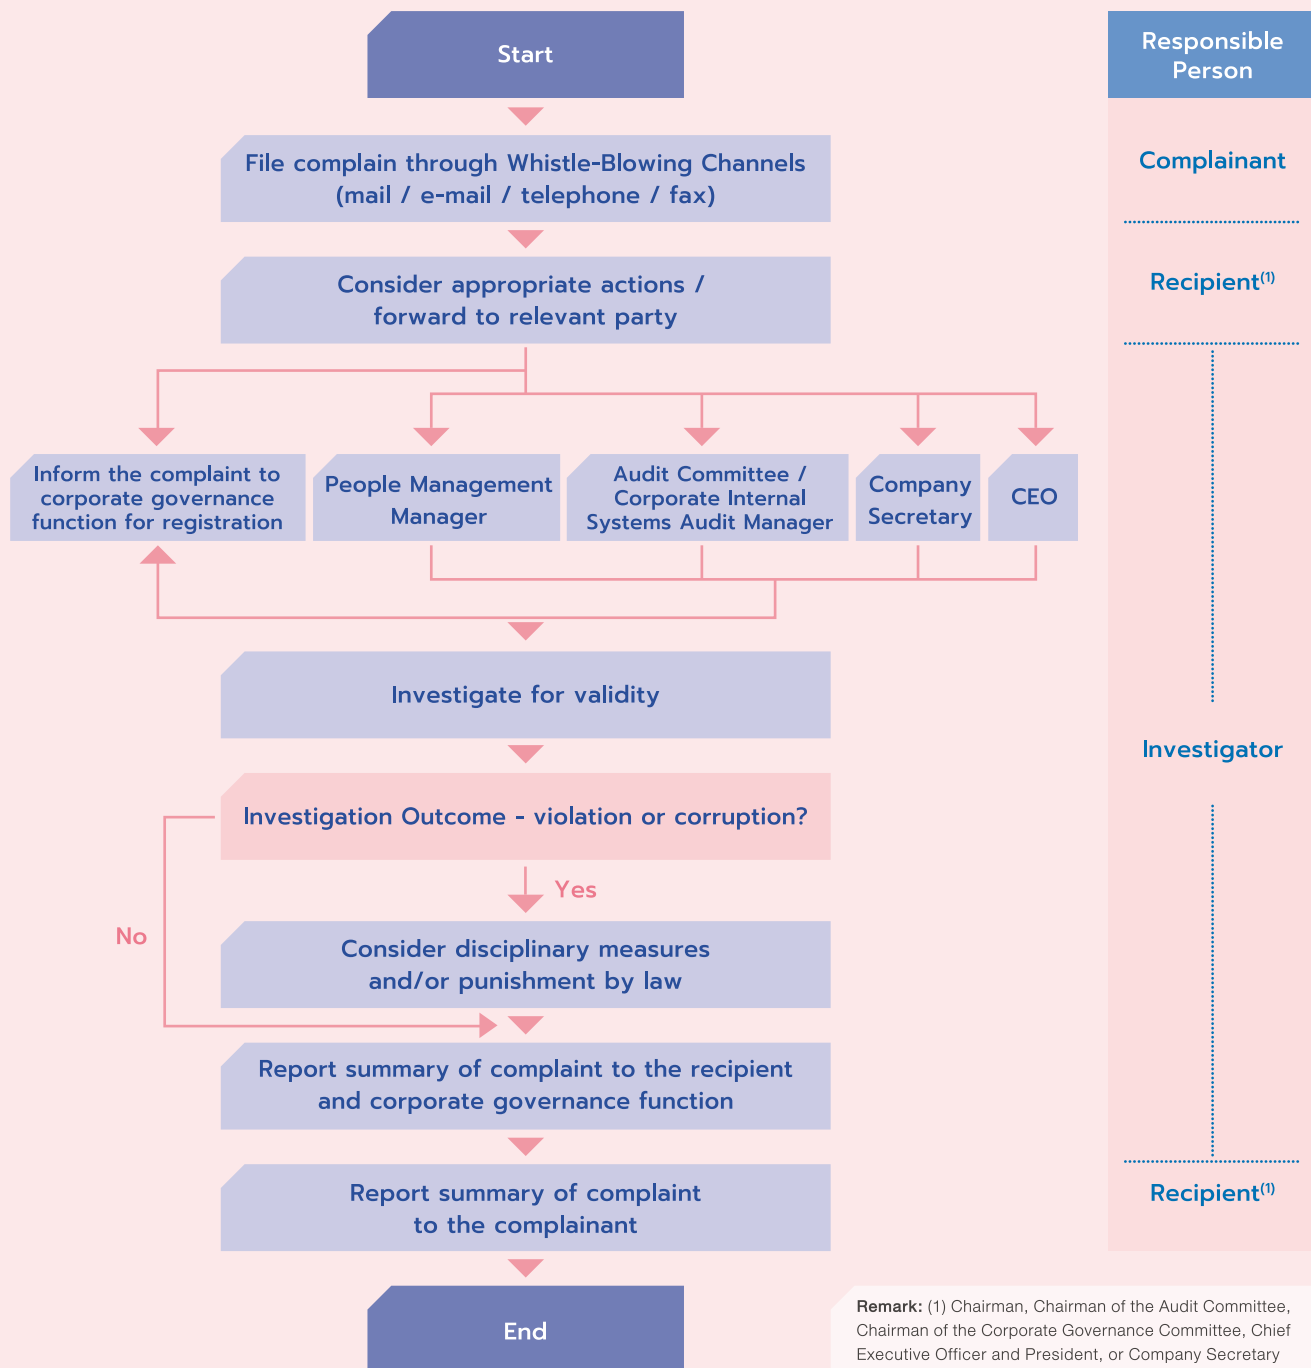 Start
Responsible
Person
File complain through Whistle-Blowing Channels
(mail / e-mail / telephone / fax)
Complainant
Consider appropriate actions /
forward to relevant party
Recipient(1)
Inform the complaint to
corporate governance
function for registration
People Management
Manager
Audit Committee /
Corporate Internal
Systems Audit Manager
Company
Secretary
CEO
Investigate for validity
Investigator
Investigation Outcome - violation or corruption?
Yes
No
Consider disciplinary measures
and/or punishment by law
Report summary of complaint to the recipient
and corporate governance function
Report summary of complaint
to the complainant
Recipient(1)
End
Remark: (1) Chairman, Chairman of the Audit Committee,
Chairman of the Corporate Governance Committee, Chief
Executive Officer and President, or Company Secretary